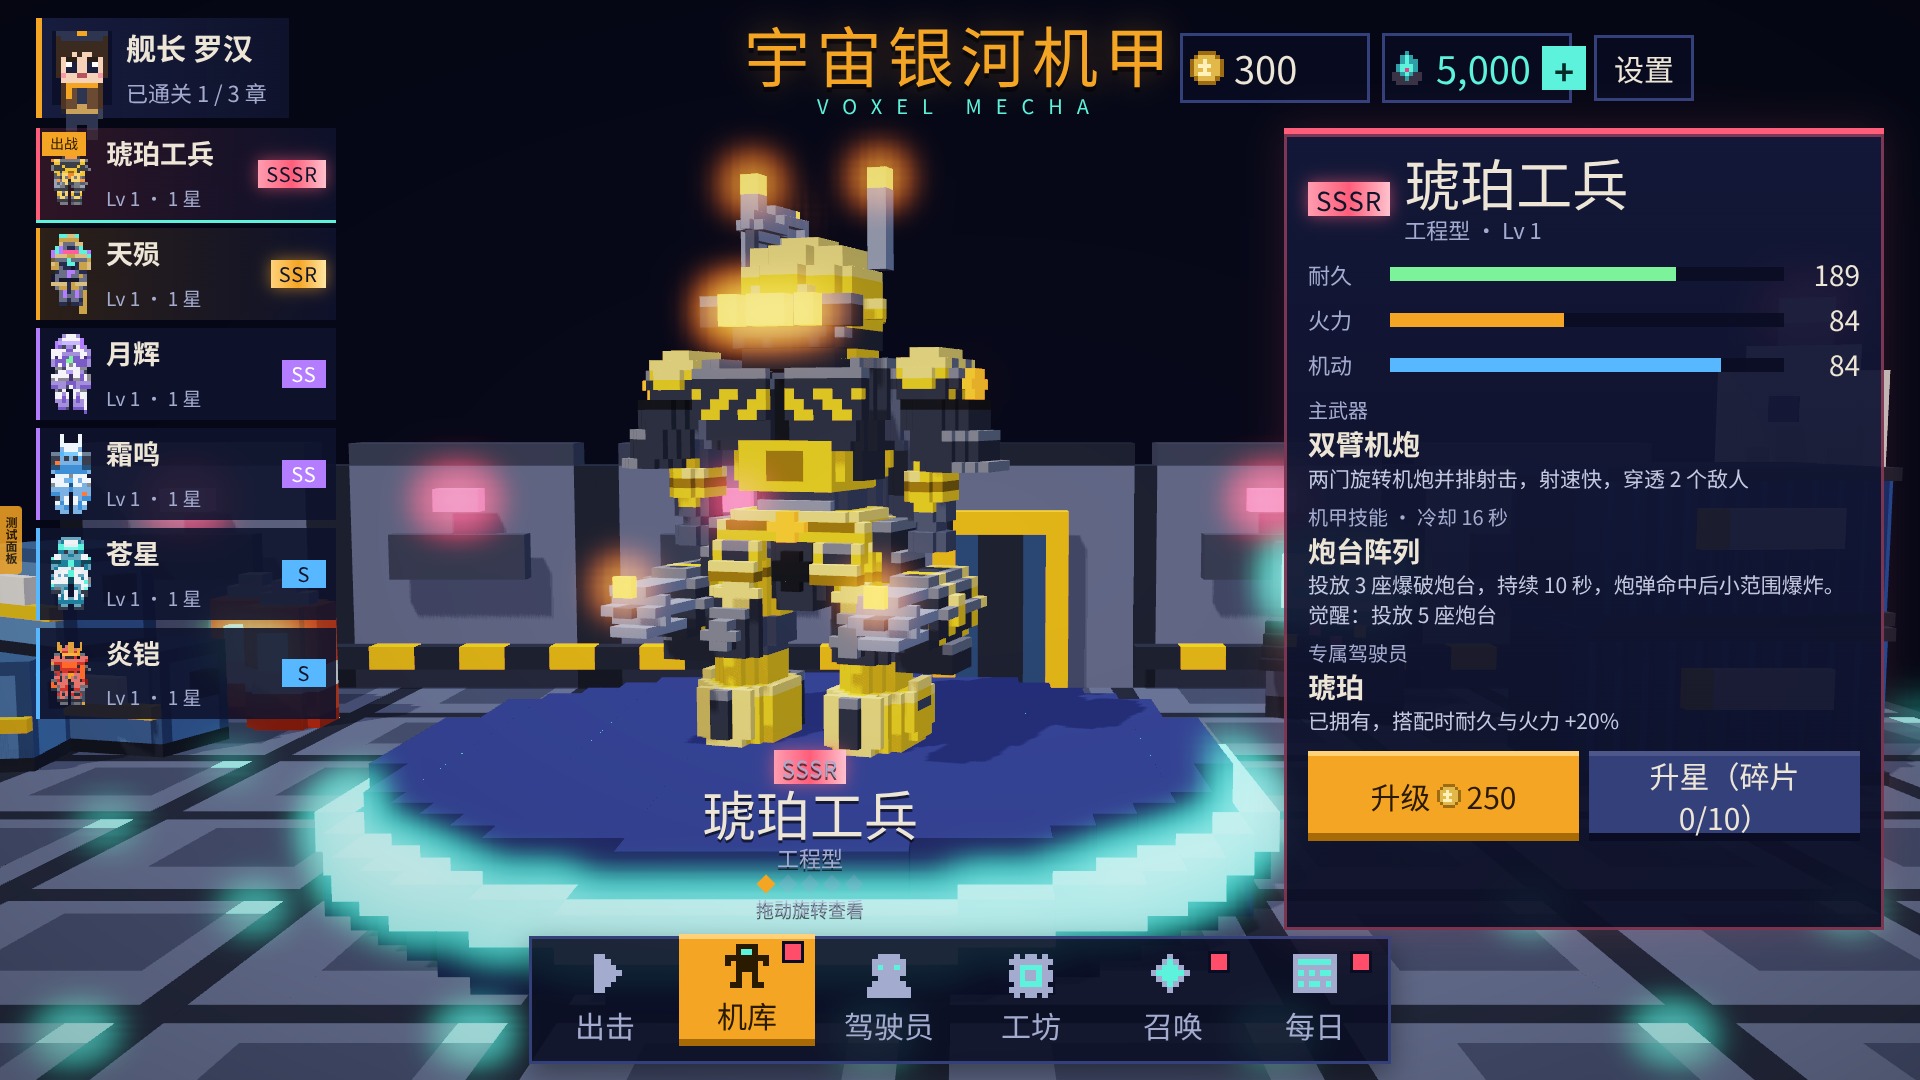 舰长 罗汉
已通关 1 / 3 章
宇宙银河机甲
VOXEL MECHA
300
5,000
+
设置
出战
琥珀工兵
Lv 1 · 1 星
SSSR
天殒
Lv 1 · 1 星
SSR
月辉
Lv 1 · 1 星
SS
霜鸣
Lv 1 · 1 星
SS
苍星
Lv 1 · 1 星
S
炎铠
Lv 1 · 1 星
S
测试面板
SSSR
琥珀工兵
工程型
拖动旋转查看
SSSR
琥珀工兵
工程型 · Lv 1
耐久
189
火力
84
机动
84
主武器
双臂机炮
两门旋转机炮并排射击，射速快，穿透 2 个敌人
机甲技能 · 冷却 16 秒
炮台阵列
投放 3 座爆破炮台，持续 10 秒，炮弹命中后小范围爆炸。
觉醒：投放 5 座炮台
专属驾驶员
琥珀
已拥有，搭配时耐久与火力 +20%
升级 250
升星（碎片
0/10）
出击
机库
驾驶员
工坊
召唤
每日